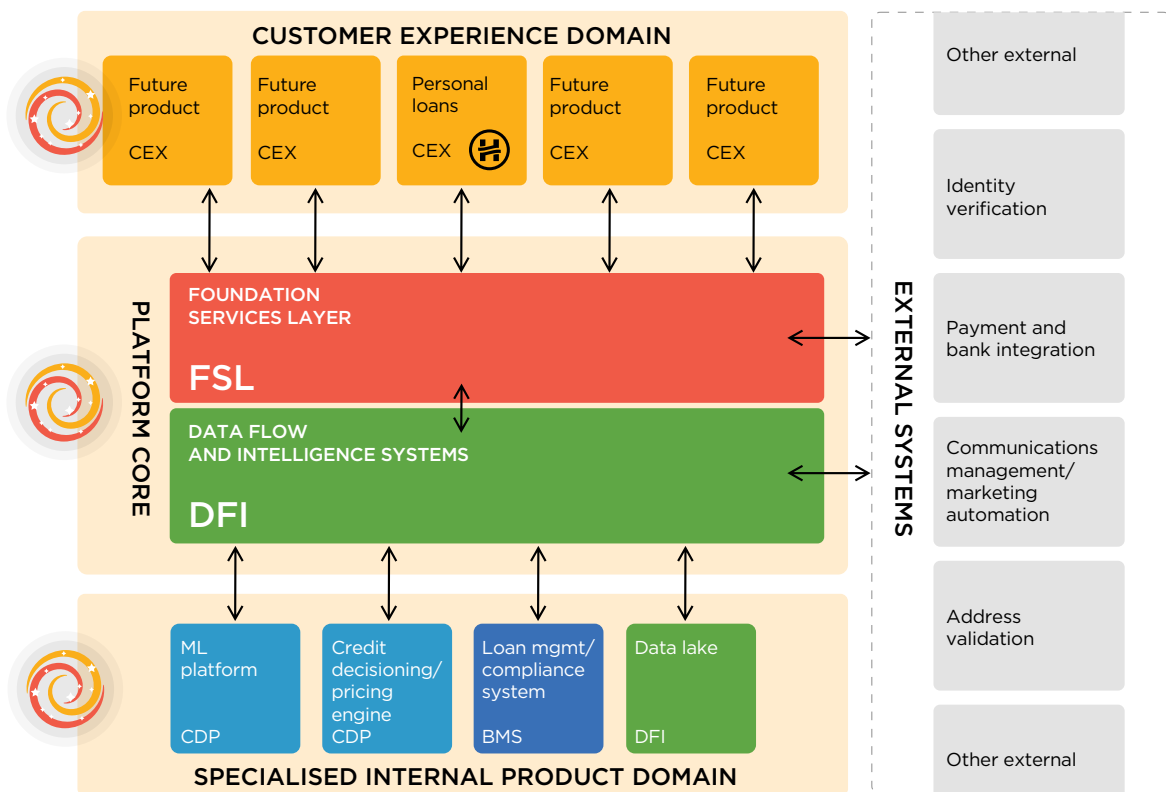 CUSTOMER EXPERIENCE DOMAIN
Future
product
CEX
Future
product
CEX
Personal
loans
CEX
Future
product
CEX
Future
product
CEX
PLATFORM CORE
FOUNDATION
SERVICES LAYER
FSL
DATA FLOW
AND INTELLIGENCE SYSTEMS
DFI
ML
platform
CDP
Credit
decisioning/
pricing
engine
CDP
Loan mgmt/
compliance
system
BMS
Data lake
DFI
SPECIALISED INTERNAL PRODUCT DOMAIN
EXTERNAL SYSTEMS
Other external
Identity
verification
Payment and
bank integration
Communications
management/
marketing
automation
Address
validation
Other external